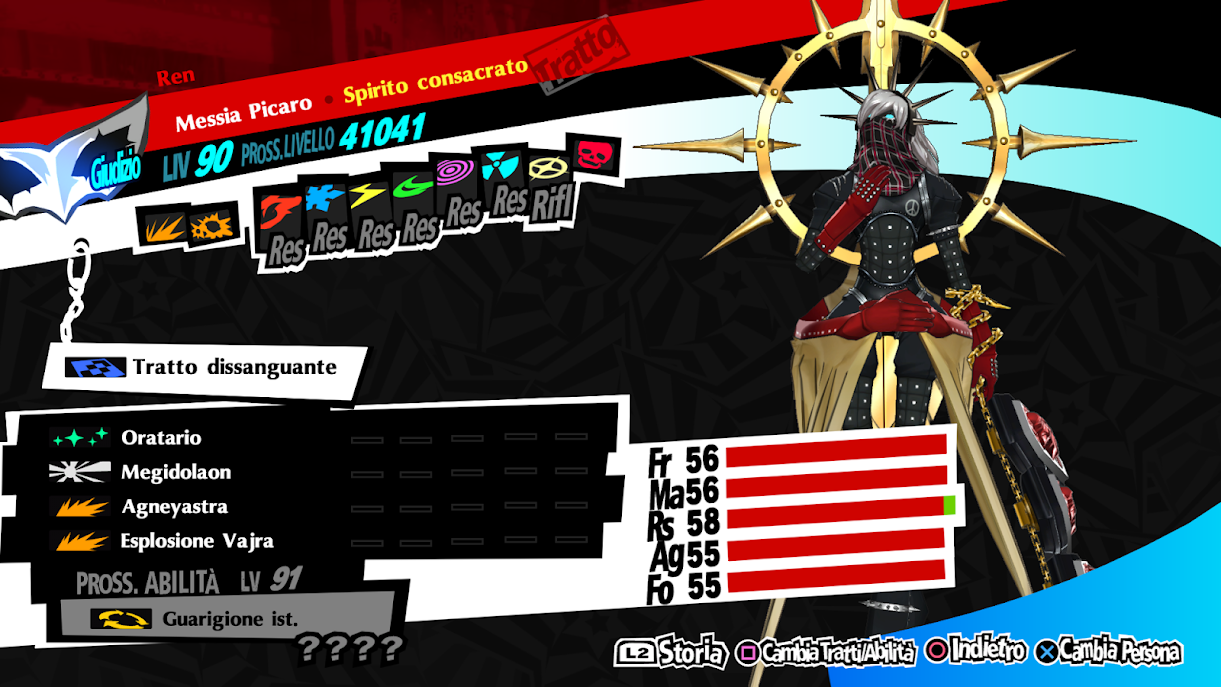 Ren
Messia Picaro • Spirito consacrato Tratto
Giudizio LIV 90 PROSS.LIVELLO 41041
Res Res Res Res Res Res Rifl
Tratto dissanguante
Oratario
Megidolaon
Agneyastra
Esplosione Vajra
PROSS. ABILITÀ LV 91
Guarigione ist.
????
Fr 56
Ma 56
Rs 58
Ag 55
Fo 55
L2 Storia Cambia Tratti/Abilità Indietro Cambia Persona